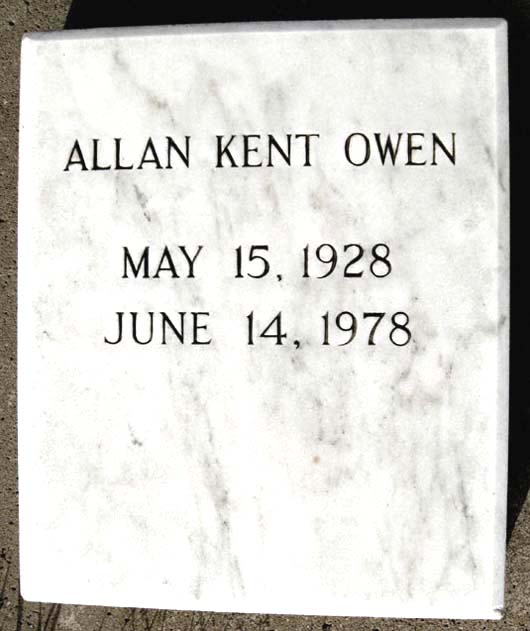 ALLAN KENT OWEN
MAY 15, 1928
JUNE 14, 1978